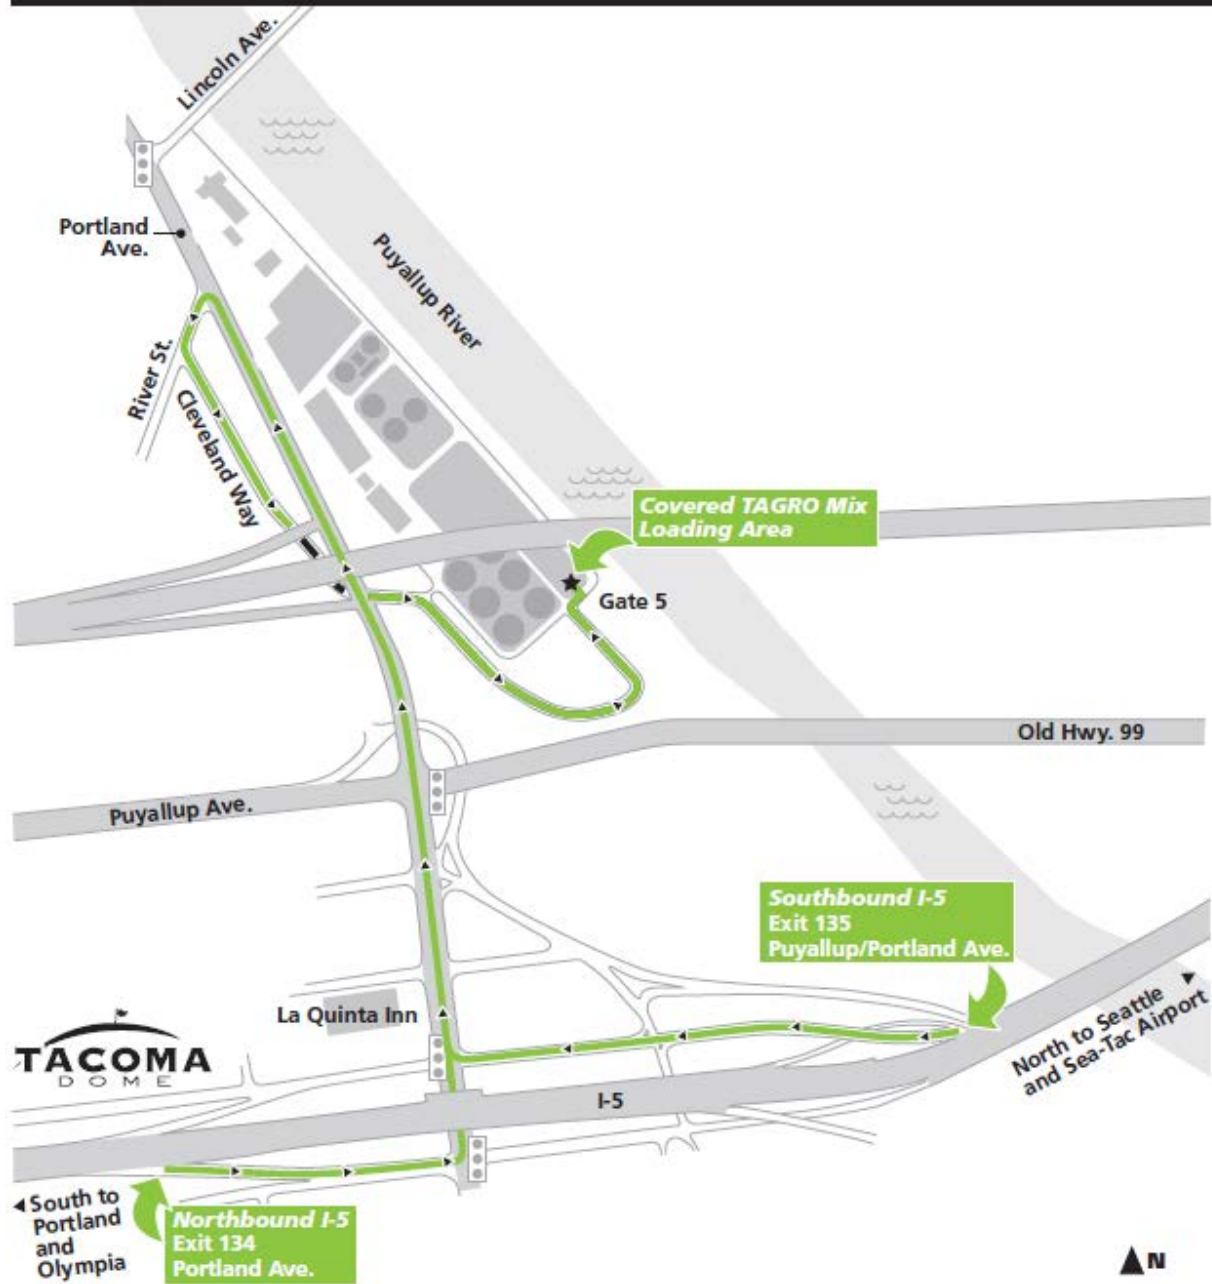 Lincoln Ave.
Portland
Ave.
Puyallup River
River St.
Cleveland Way
Covered TAGRO Mix
Loading Area
Gate 5
Old Hwy. 99
Puyallup Ave.
Southbound I-5
Exit 135
Puyallup/Portland Ave.
La Quinta Inn
North to Seattle
and Sea-Tac Airport
TACOMA
DOME
I-5
South to
Portland
and
Olympia
Northbound I-5
Exit 134
Portland Ave.
N